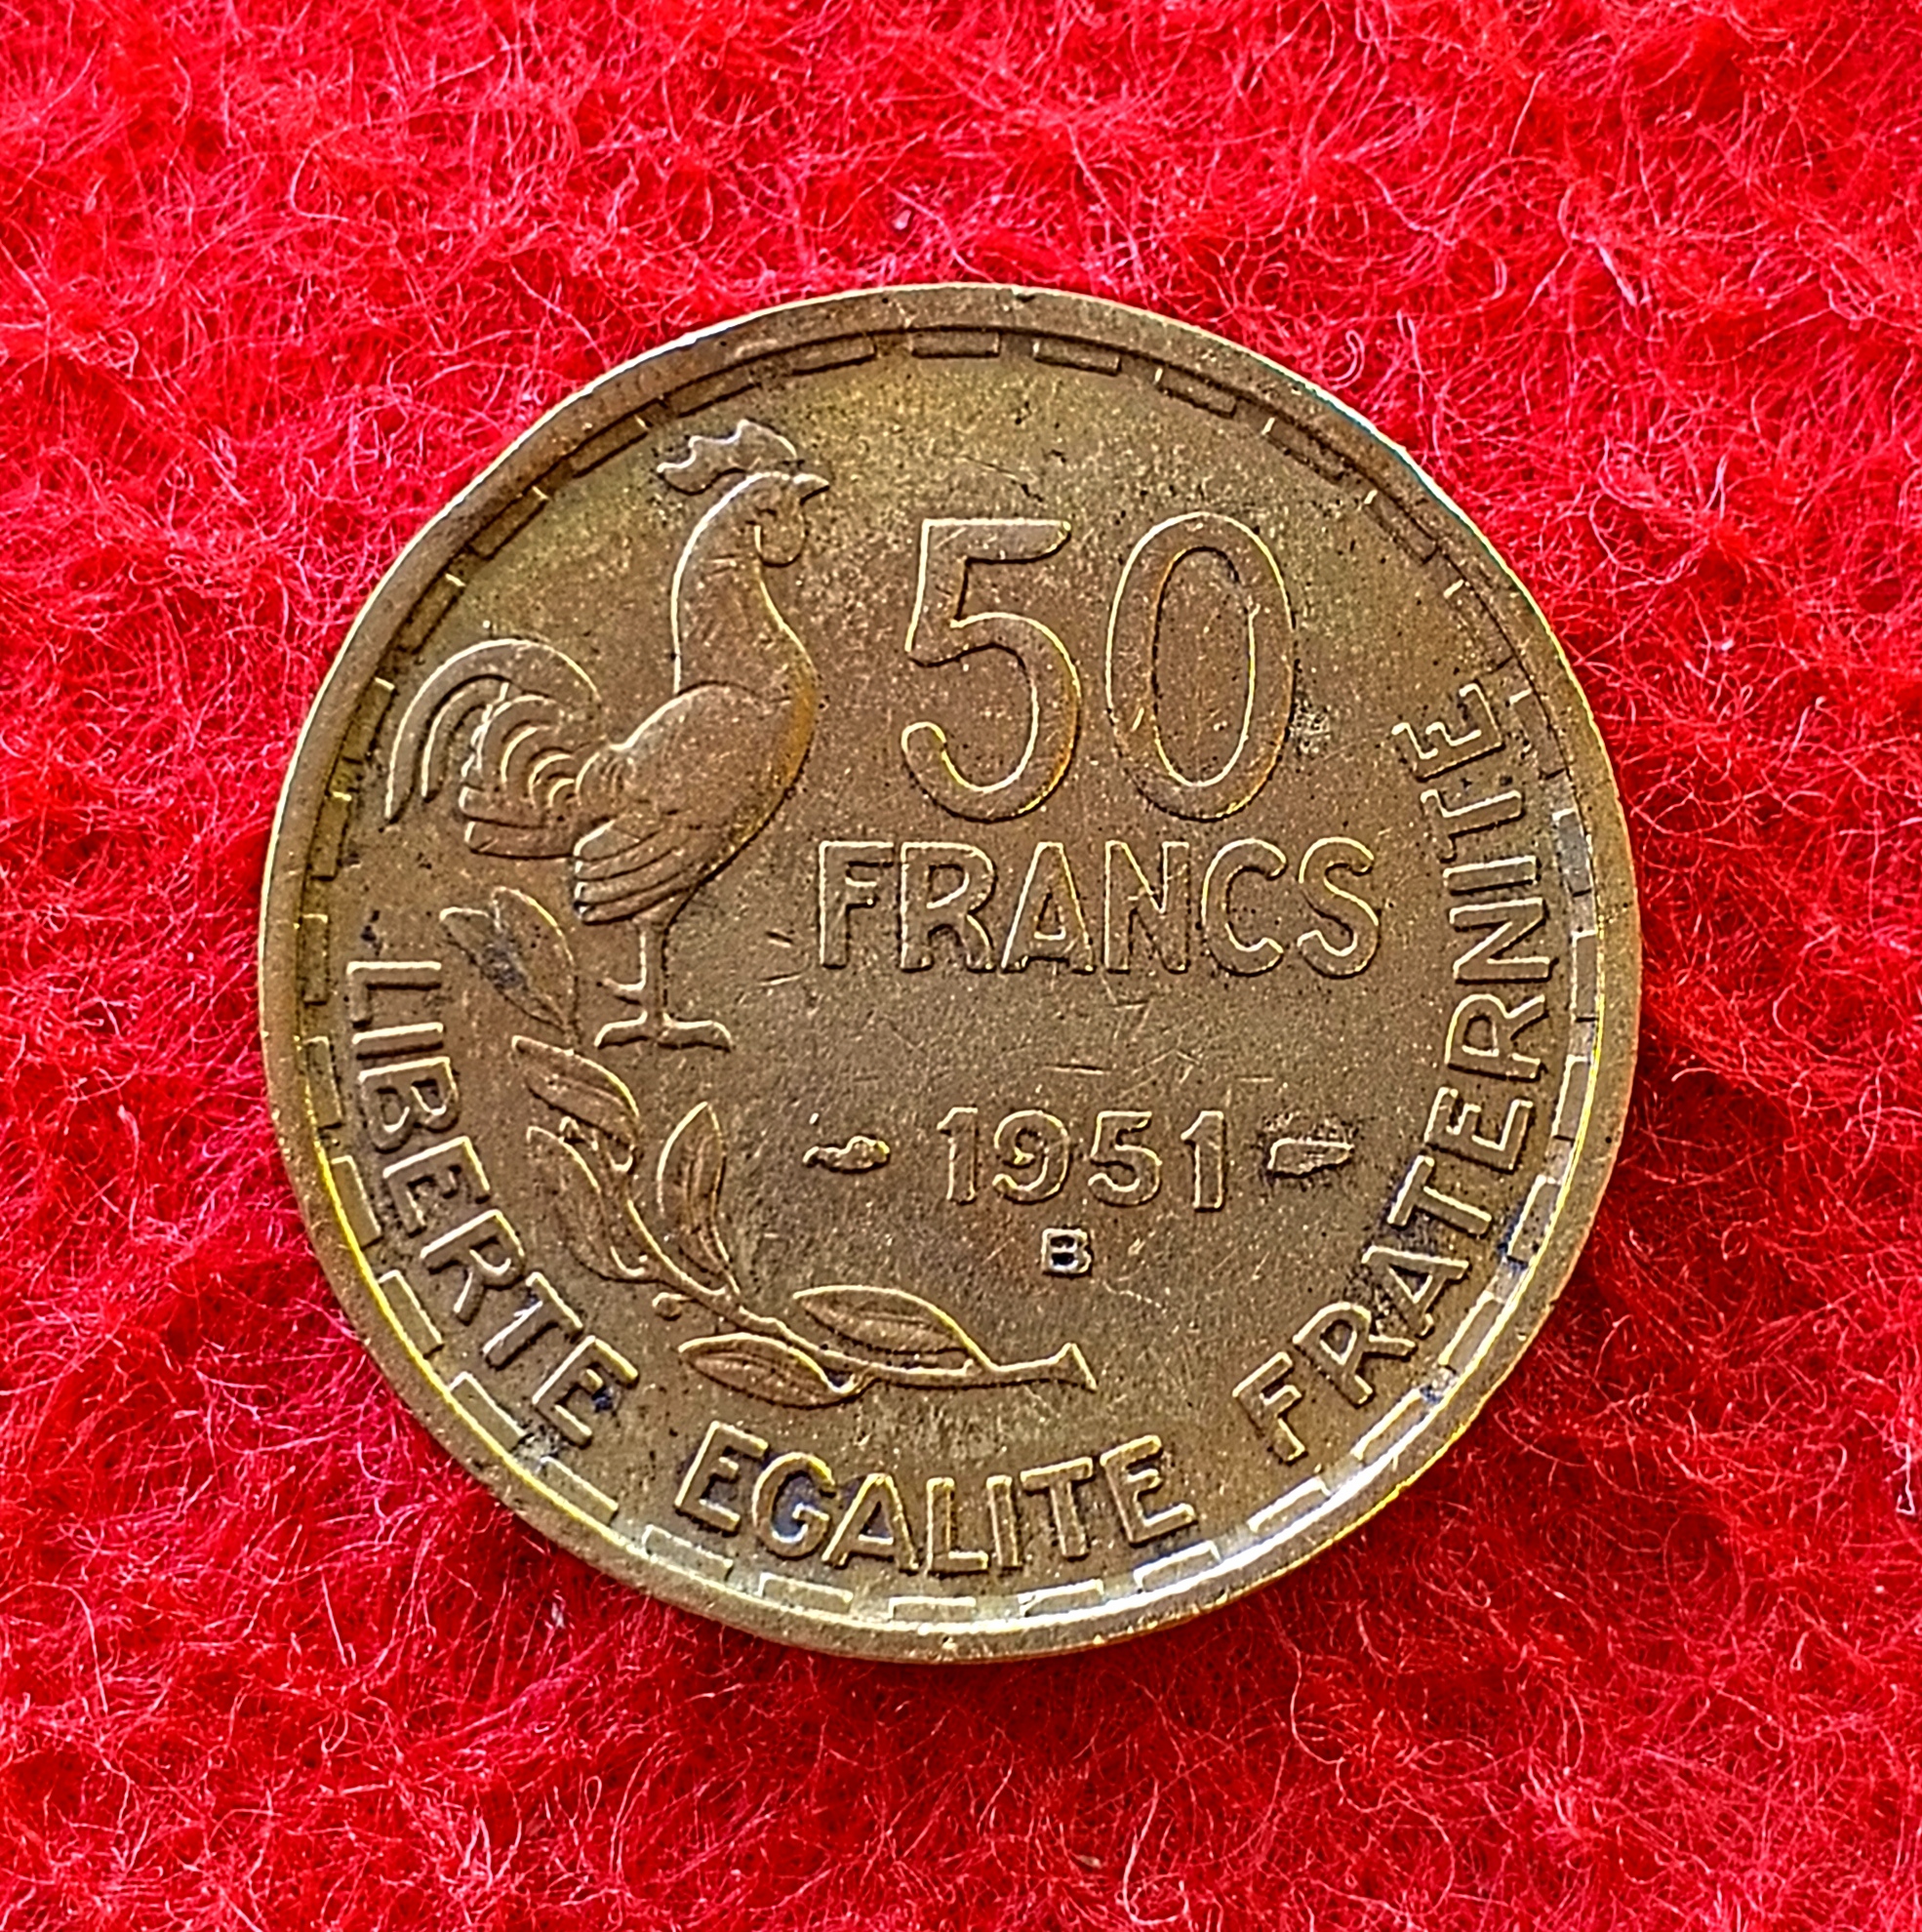 50
FRANCS
1951
B
LIBERTE EGALITE FRATERNITE